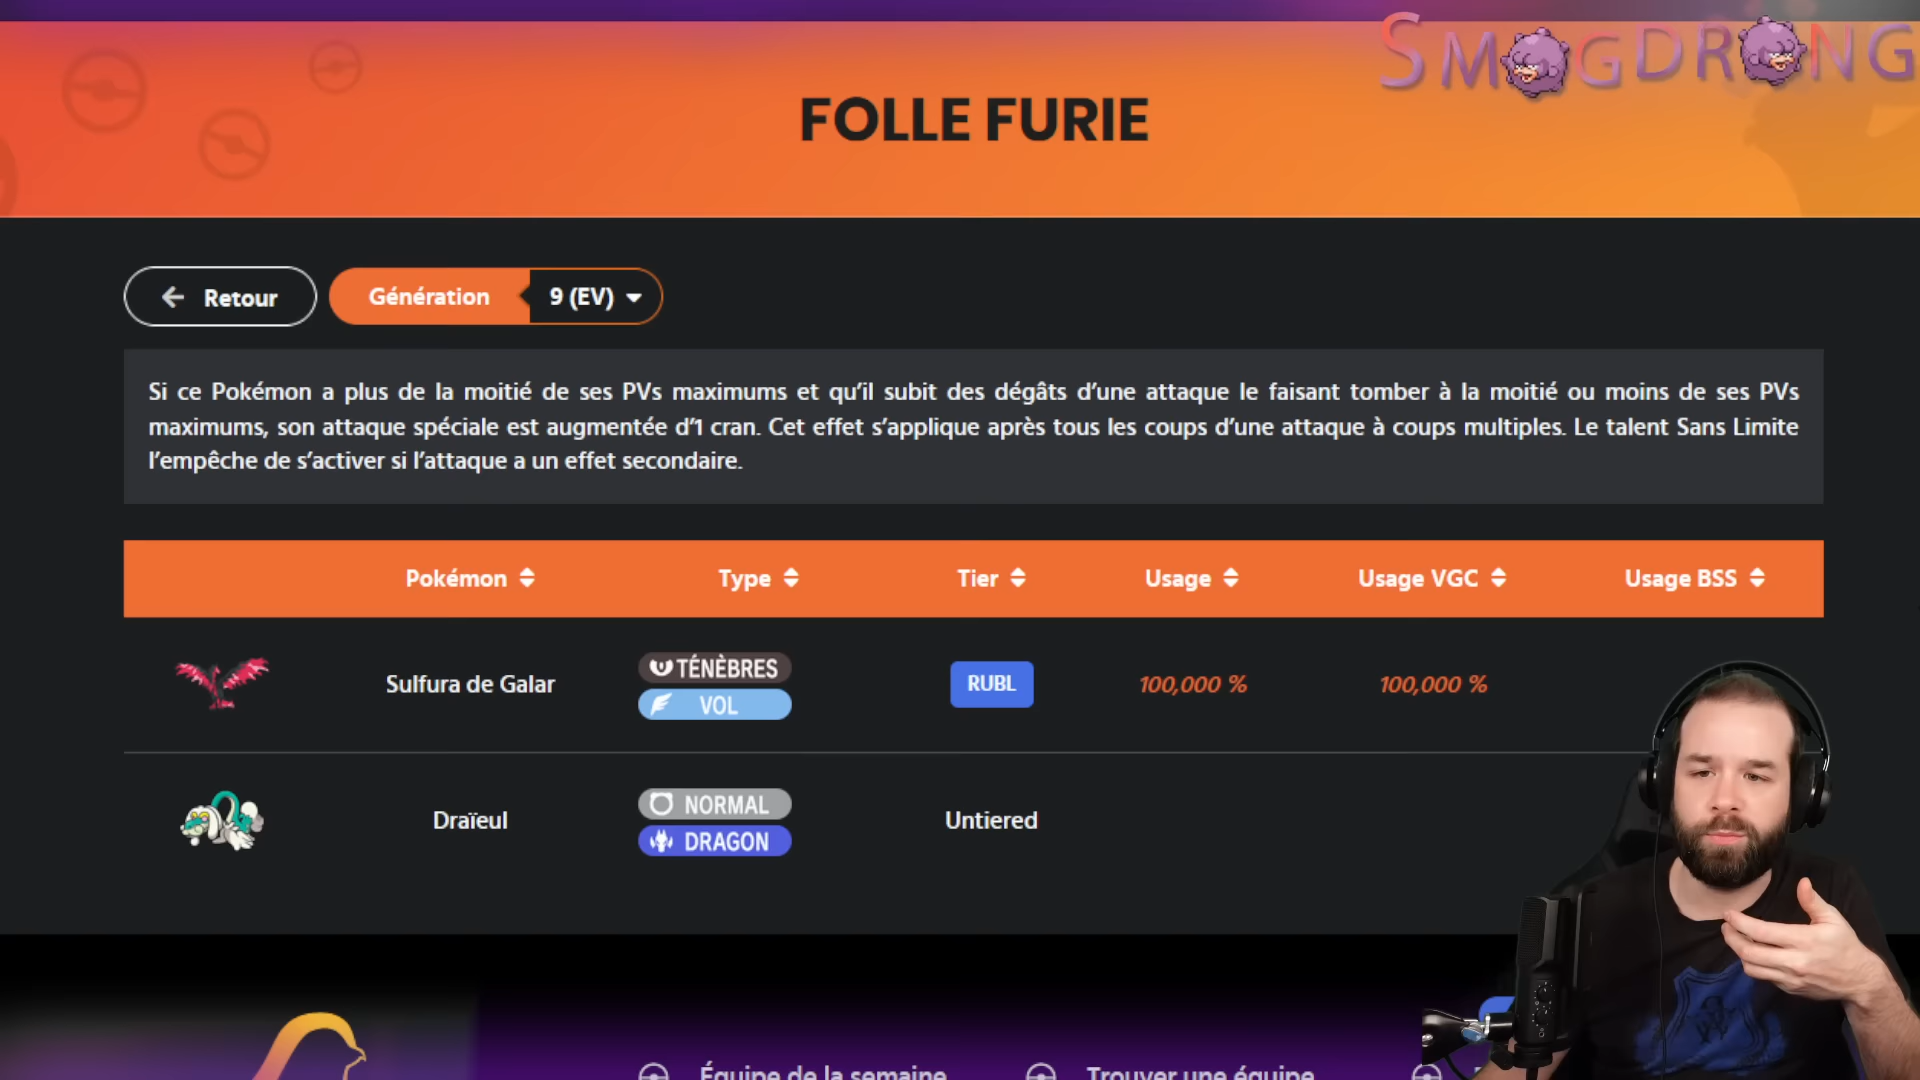 SMOGDRONG
FOLLE FURIE
Retour
Génération 9 (EV)
Si ce Pokémon a plus de la moitié de ses PVs maximums et qu'il subit des dégâts d'une attaque le faisant tomber à la moitié ou moins de ses PVs
maximums, son attaque spéciale est augmentée d'1 cran. Cet effet s'applique après tous les coups d'une attaque à coups multiples. Le talent Sans Limite
l'empêche de s'activer si l'attaque a un effet secondaire.
Pokémon Type Tier Usage Usage VGC Usage BSS
TÉNÈBRES
Sulfura de Galar RUBL 100,000 % 100,000 %
VOL
NORMAL
Draïeul Untiered
DRAGON
Équipe de la semaine Trouver une équipe